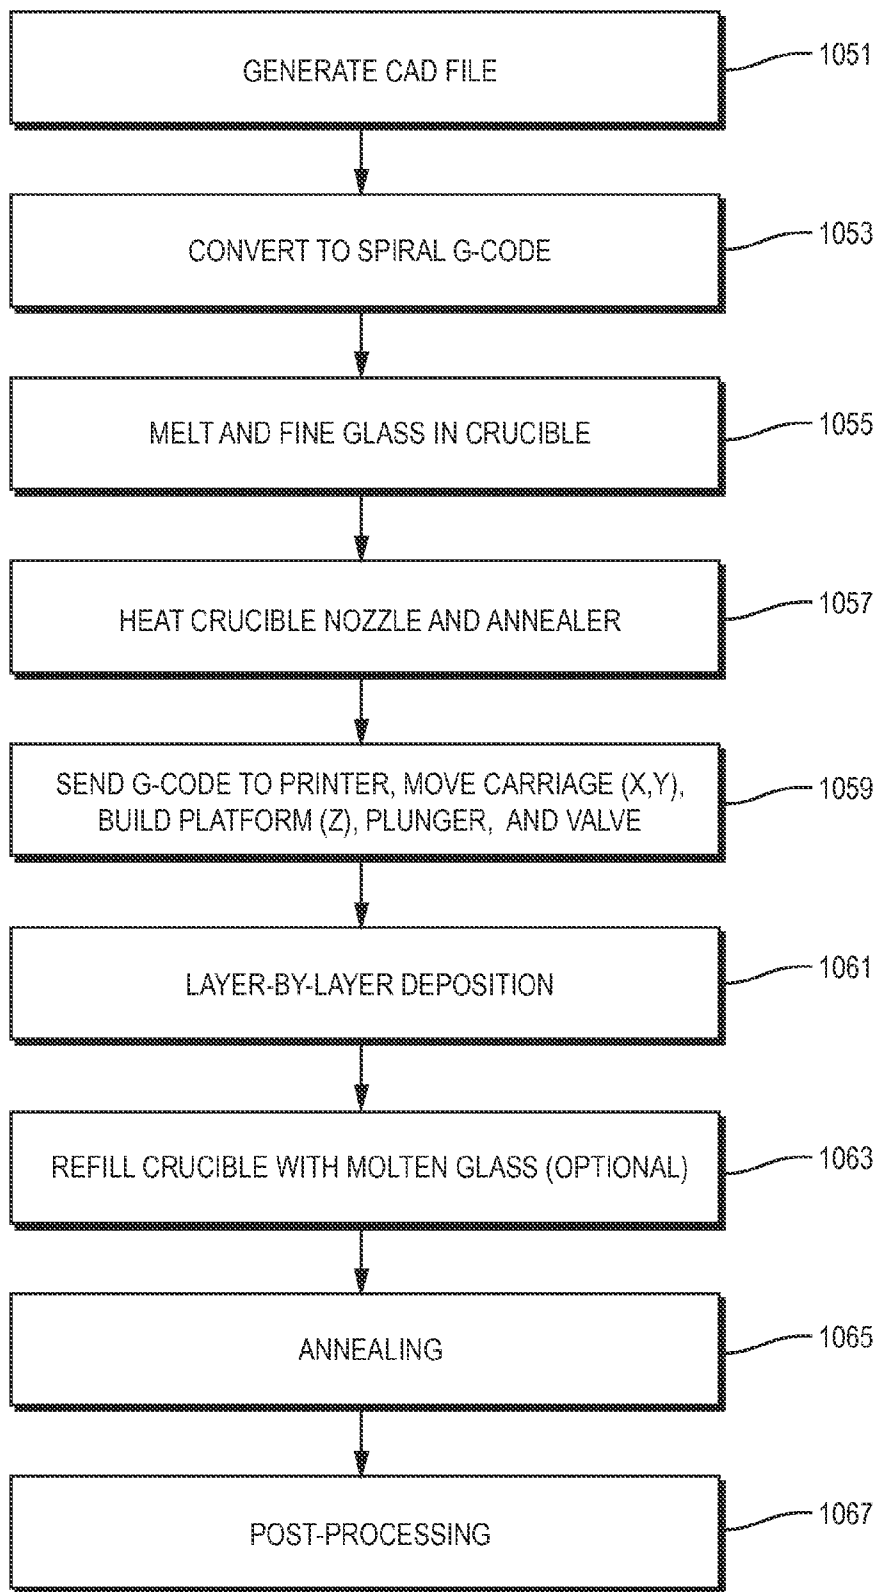 GENERATE CAD FILE
1051
CONVERT TO SPIRAL G-CODE
1053
MELT AND FINE GLASS IN CRUCIBLE
1055
HEAT CRUCIBLE NOZZLE AND ANNEALER
1057
SEND G-CODE TO PRINTER, MOVE CARRIAGE (X,Y),
BUILD PLATFORM (Z), PLUNGER, AND VALVE
1059
LAYER-BY-LAYER DEPOSITION
1061
REFILL CRUCIBLE WITH MOLTEN GLASS (OPTIONAL)
1063
ANNEALING
1065
POST-PROCESSING
1067